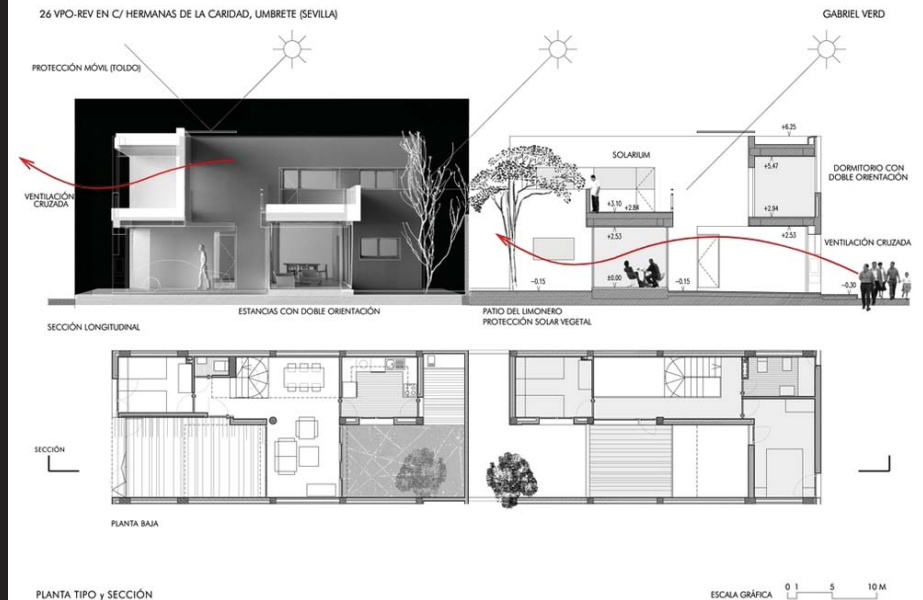 26 VPO-REV EN C/ HERMANAS DE LA CARIDAD, UMBRETE (SEVILLA)
GABRIEL VERD
PROTECCIÓN MÓVIL (TOLDO)
+6.25
SOLARIUM
+5.47
DORMITORIO CON
DOBLE ORIENTACIÓN
VENTILACIÓN
CRUZADA
+3.10
+2.84
+2.94
+2.53
+2.53
VENTILACIÓN CRUZADA
-0.15
±0.00
-0.15
-0.30
ESTANCIAS CON DOBLE ORIENTACIÓN
PATIO DEL LIMONERO
PROTECCIÓN SOLAR VEGETAL
SECCIÓN LONGITUDINAL
SECCIÓN
PLANTA BAJA
PLANTA TIPO y SECCIÓN
ESCALA GRÁFICA
0 1 5 10 M